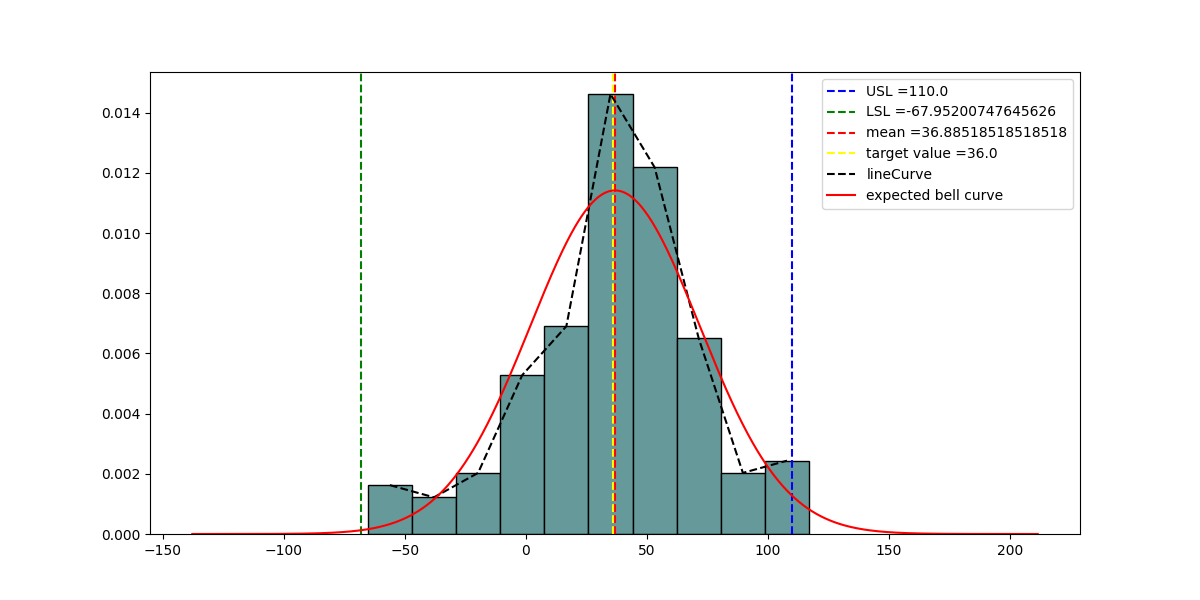 USL =110.0
LSL =-67.95200747645626
mean =36.88518518518518
target value =36.0
lineCurve
expected bell curve
0.014
0.012
0.010
0.008
0.006
0.004
0.002
0.000
−150 −100 −50 0 50 100 150 200